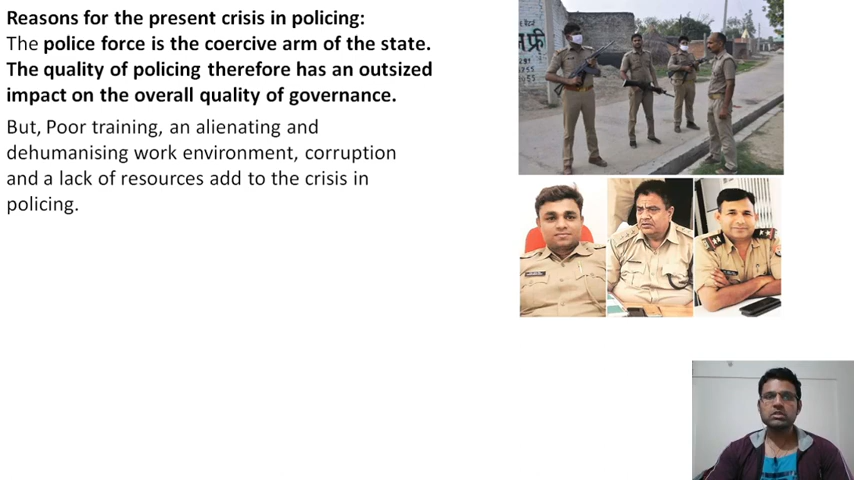 Reasons for the present crisis in policing:
The police force is the coercive arm of the state.
The quality of policing therefore has an outsized
impact on the overall quality of governance.
But, Poor training, an alienating and
dehumanising work environment, corruption
and a lack of resources add to the crisis in
policing.